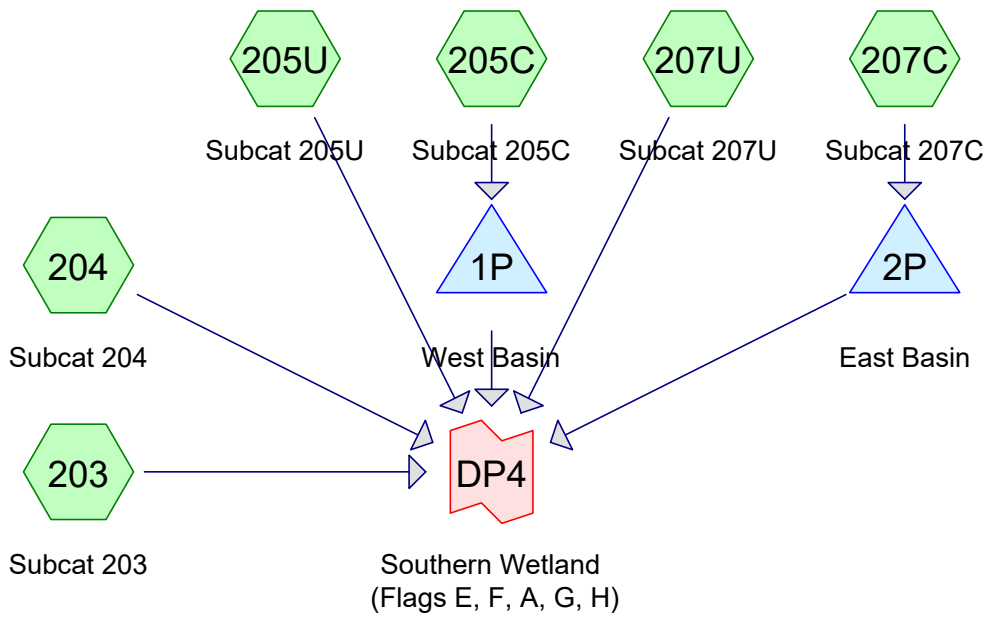 205U
205C
207U
207C
Subcat 205U
Subcat 205C
Subcat 207U
Subcat 207C
204
1P
2P
Subcat 204
West Basin
East Basin
203
DP4
Subcat 203
Southern Wetland
(Flags E, F, A, G, H)